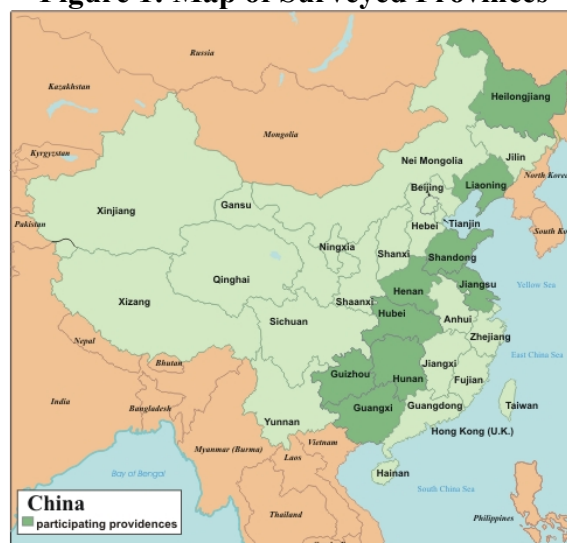 Figure 1: Map of Surveyed Provinces
Russia
Kazakhstan
Heilongjiang
Mongolia
Nei Mongolia
Jilin
Kyrgyzstan
Beijing
Liaoning
North Korea
Xinjiang
Gansu
Tianjin
Hebei
South Ko
Pakistan
Ningxia
Shanxi
Shandong
Qinghai
Henan
Jiangsu
Yellow Sea
Xizang
Shaanxi
Hubei
Anhui
Sichuan
Zhejiang
Nepal
East China Sea
Bhutan
Guizhou
Jiangxi
Hunan
Fujian
India
Bangladesh
Guangxi
Guangdong
Taiwan
Yunnan
Hong Kong (U.K.)
Myanmar (Burma)
Vietnam
Laos
Bay of Bengal
Hainan
South China Sea
China
participating providences
Thailand
Philippines